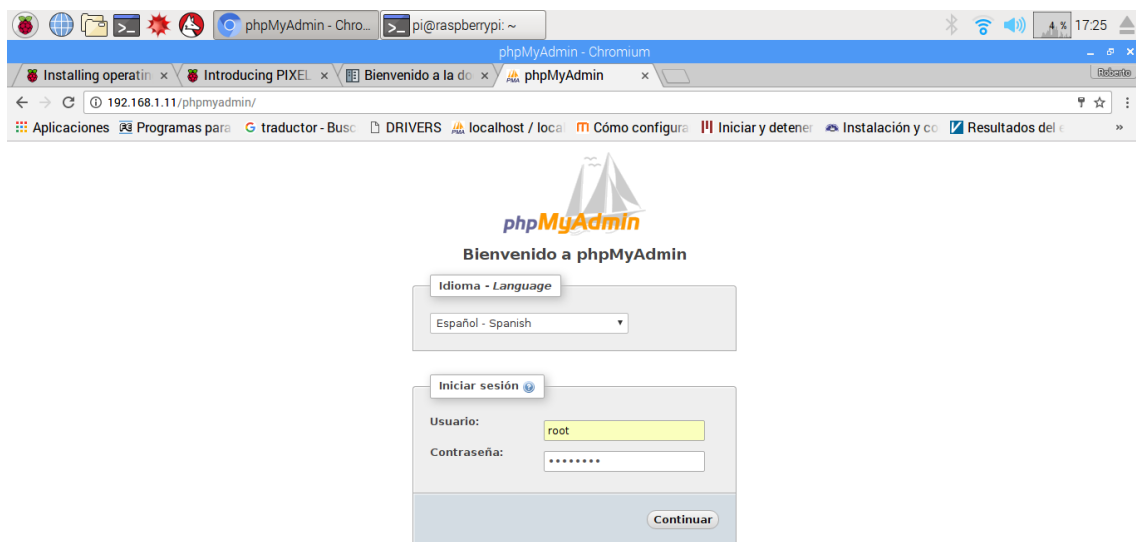 phpMyAdmin - Chro... pi@raspberrypi: ~ 4 % 17:25
phpMyAdmin - Chromium
Installing operatin Introducing PIXEL Bienvenido a la do phpMyAdmin Roberto
192.168.1.11/phpmyadmin/
Aplicaciones Programas para traductor - Busc DRIVERS localhost / local Cómo configura Iniciar y detener Instalación y co Resultados del e »
phpMyAdmin
Bienvenido a phpMyAdmin
Idioma - Language
Español - Spanish
Iniciar sesión
Usuario: root
Contraseña: ••••••••
Continuar